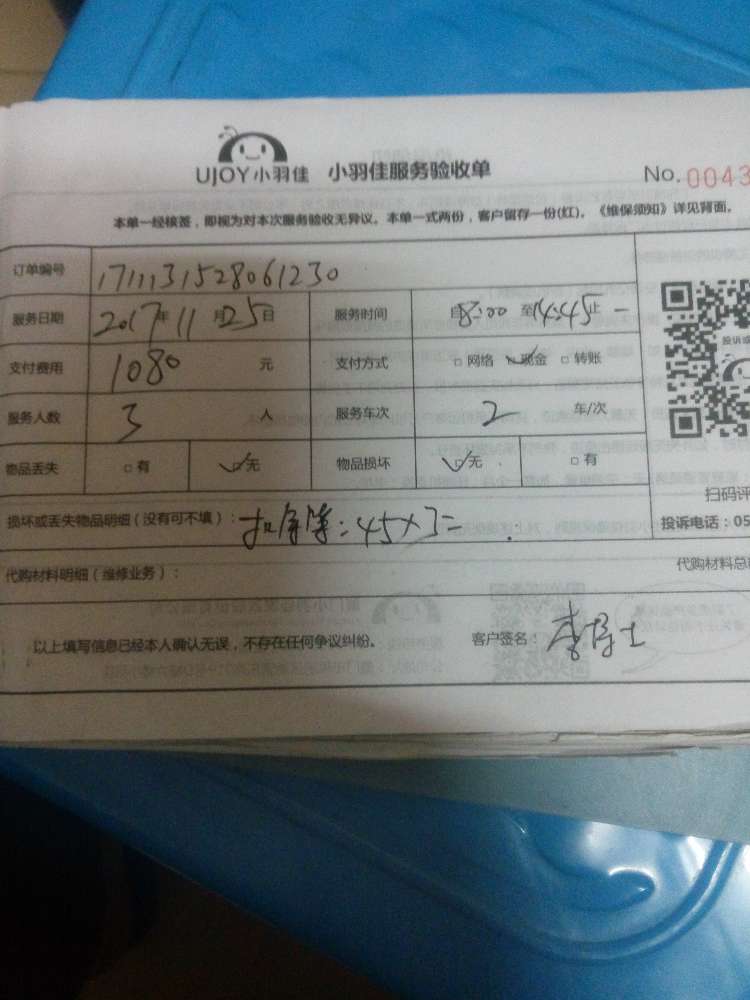 UJOY小羽佳 小羽佳服务验收单 No.0043
本单一经核签，即视为对本次服务验收无异议。本单一式两份，客户留存一份(红)。《维保须知》详见背面。
订单编号 1711131528061230
服务日期 2017年11月25日 服务时间 自8:00至14:45止
支付费用 1080 元 支付方式 □网络 ☑现金 □转账
服务人数 3 人 服务车次 2 车/次
物品丢失 □有 ☑无 物品损坏 ☑无 □有
扫码评
损坏或丢失物品明细（没有可不填）： :45×3=
投诉电话：05
代购材料明细（维修业务）： 代购材料总
以上填写信息已经本人确认无误，不存在任何争议纠纷。 客户签名：